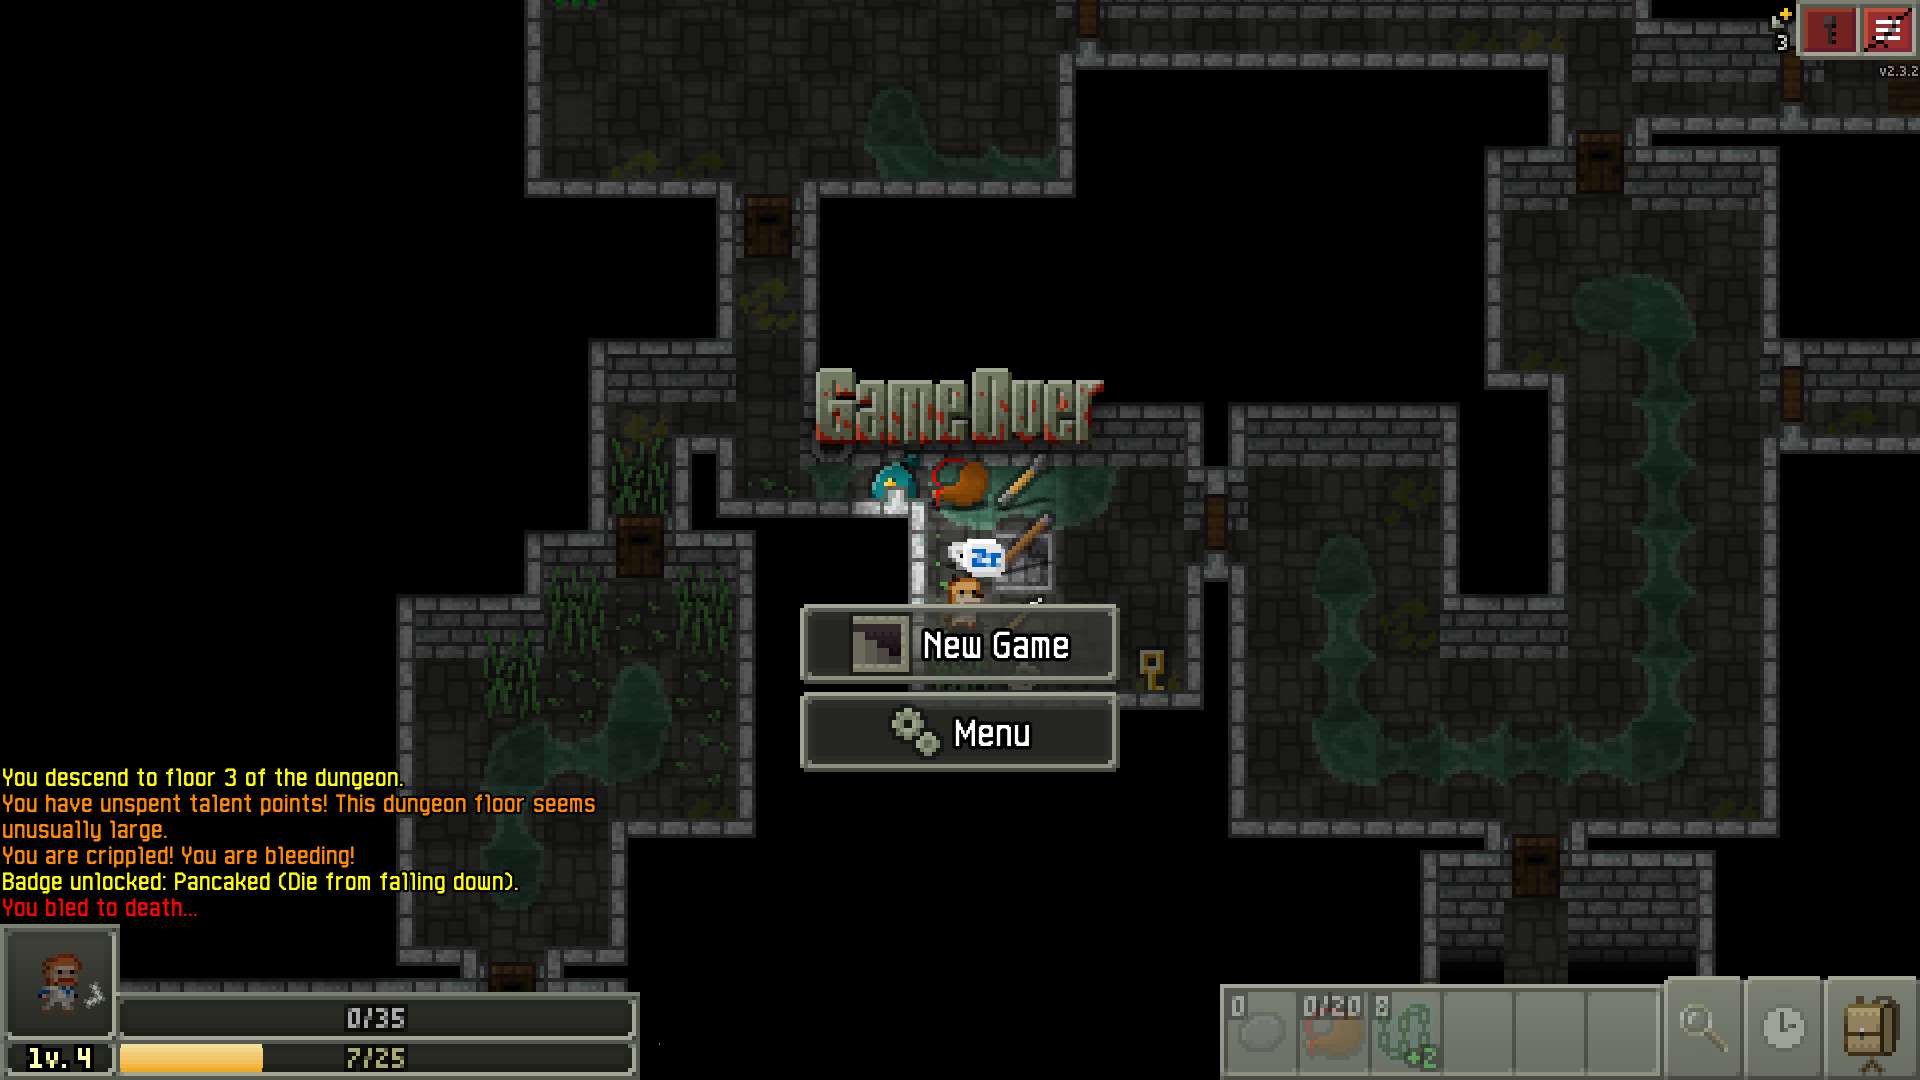 3
v2.3.2
Game Over
Zz
New Game
Menu
You descend to floor 3 of the dungeon.
You have unspent talent points! This dungeon floor seems
unusually large.
You are crippled! You are bleeding!
Badge unlocked: Pancaked (Die from falling down).
You bled to death...
0/35
lv. 4
7/25
0
0/20
8
+2